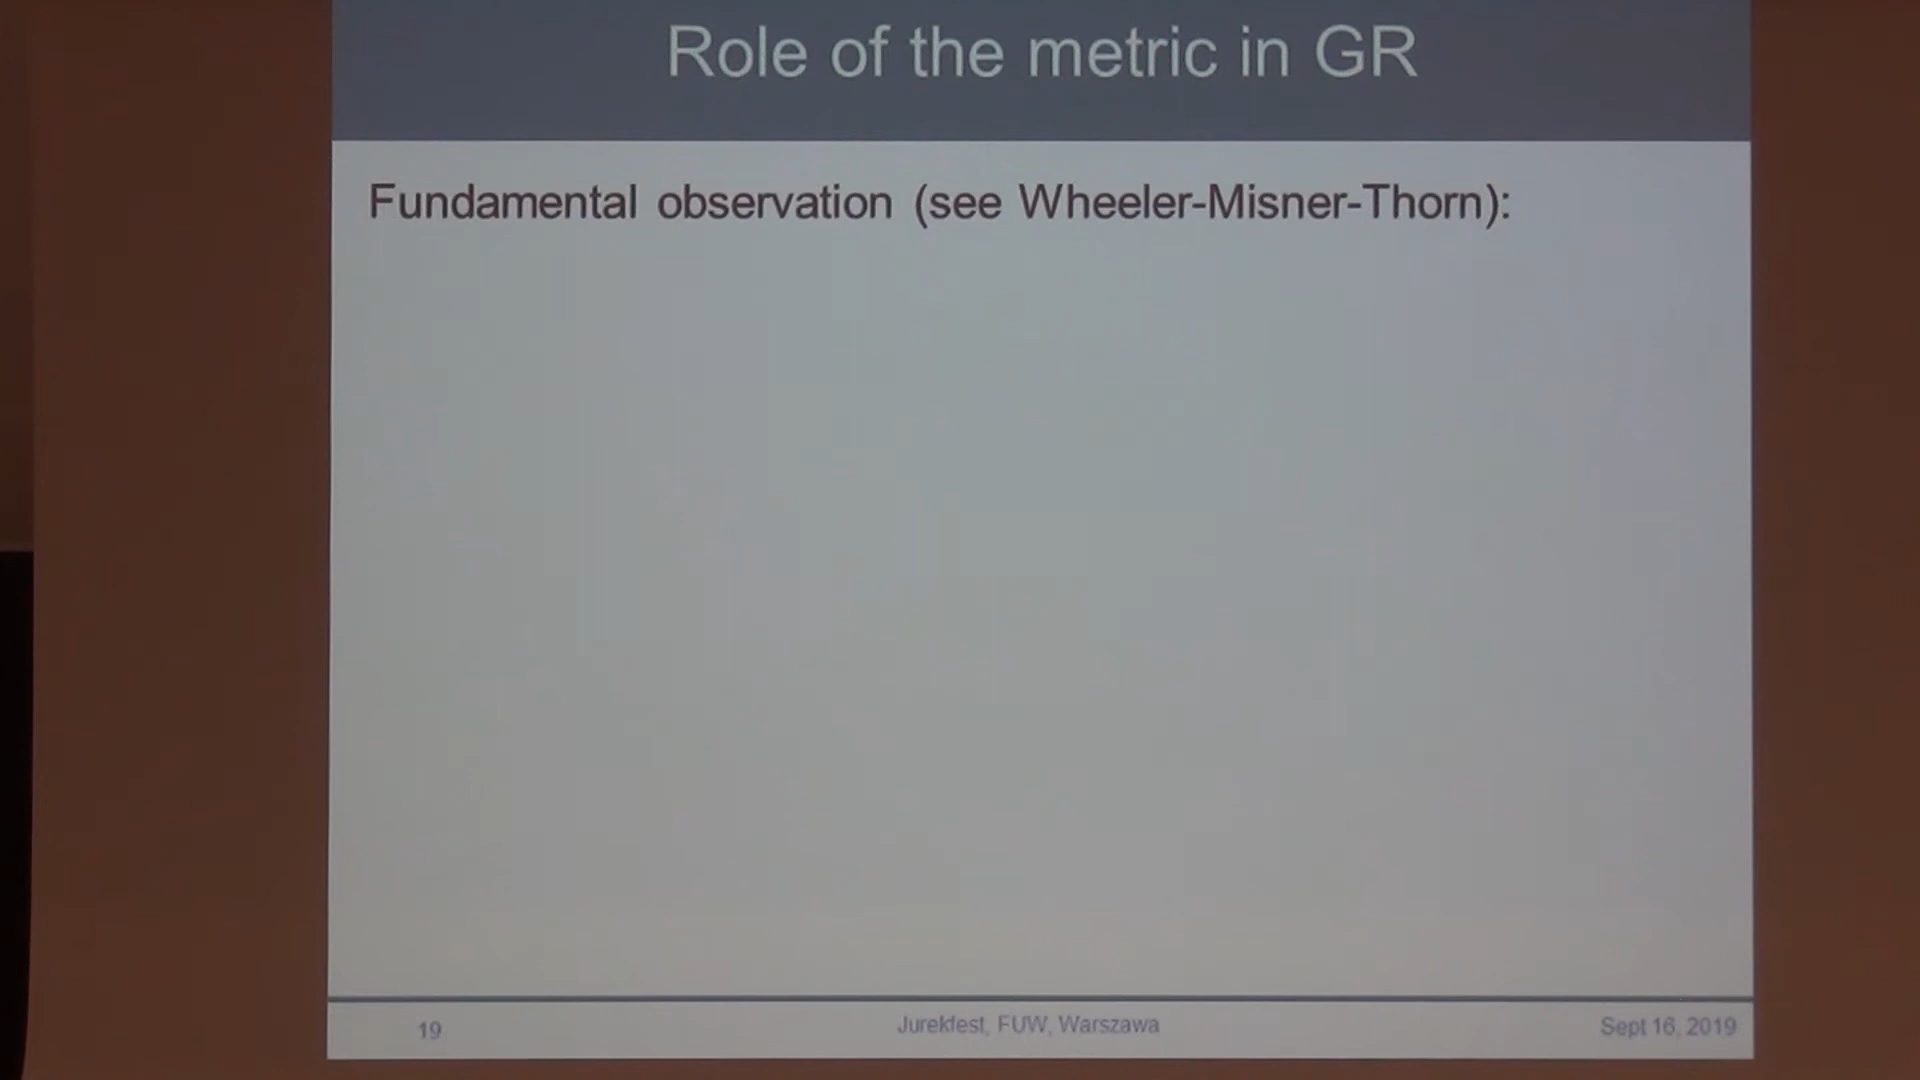 Role of the metric in GR
Fundamental observation (see Wheeler-Misner-Thorn):
19
Jurekfest, FUW, Warszawa
Sept 16, 2019